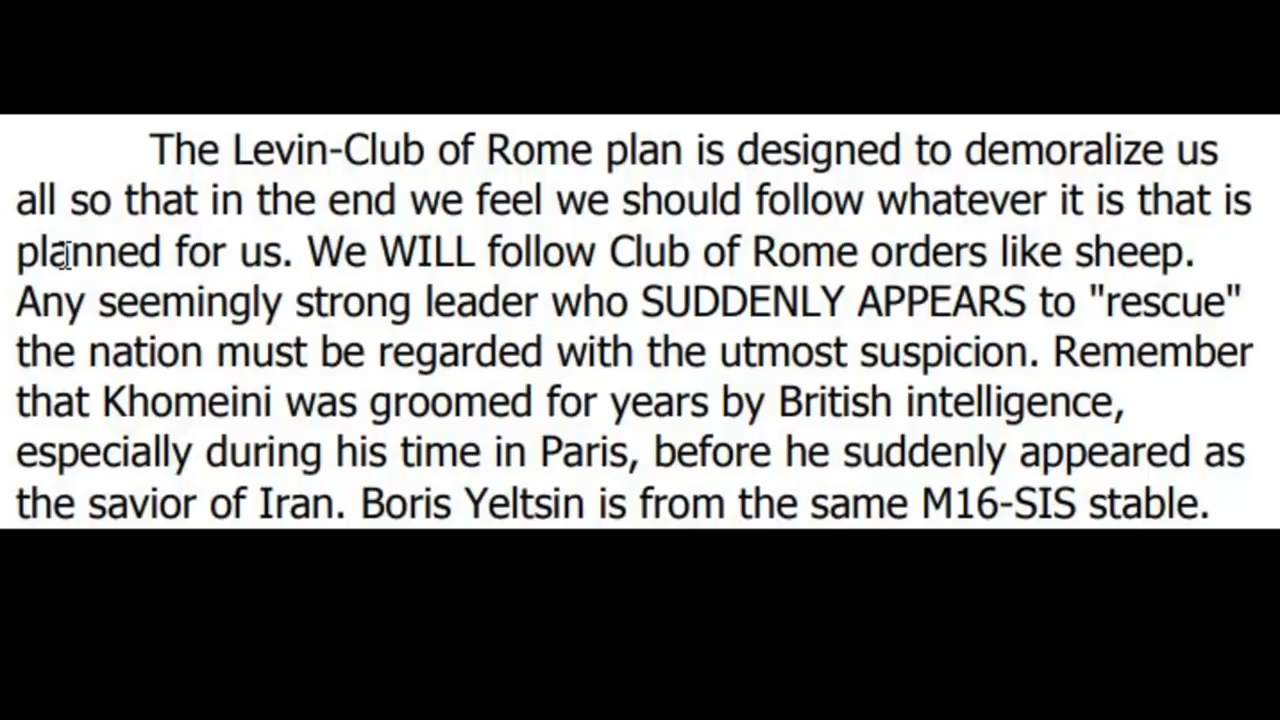 The Levin-Club of Rome plan is designed to demoralize us
all so that in the end we feel we should follow whatever it is that is
planned for us. We WILL follow Club of Rome orders like sheep.
Any seemingly strong leader who SUDDENLY APPEARS to "rescue"
the nation must be regarded with the utmost suspicion. Remember
that Khomeini was groomed for years by British intelligence,
especially during his time in Paris, before he suddenly appeared as
the savior of Iran. Boris Yeltsin is from the same M16-SIS stable.